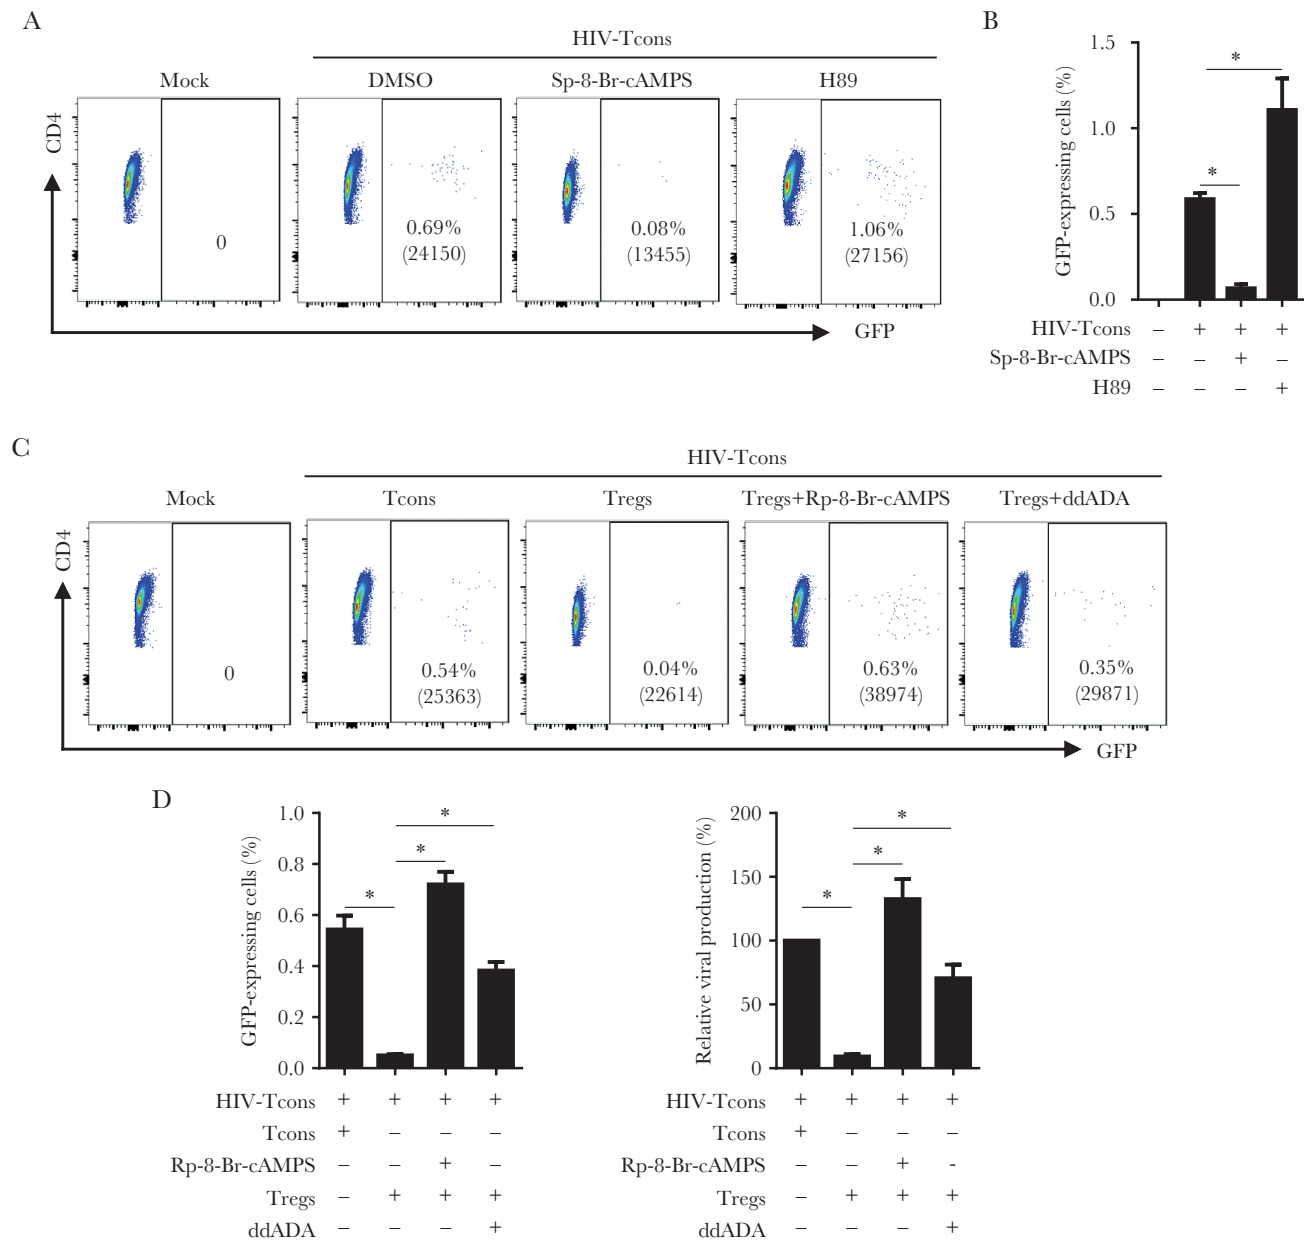 A
HIV-Tcons
Mock DMSO Sp-8-Br-cAMPS H89
CD4
0
0.69%
(24150)
0.08%
(13455)
1.06%
(27156)
GFP
B
GFP-expressing cells (%)
1.5
1.0
0.5
0.0
*
*
HIV-Tcons – + + +
Sp-8-Br-cAMPS – – + –
H89 – – – +
C
HIV-Tcons
Mock Tcons Tregs Tregs+Rp-8-Br-cAMPS Tregs+ddADA
CD4
0
0.54%
(25363)
0.04%
(22614)
0.63%
(38974)
0.35%
(29871)
GFP
D
GFP-expressing cells (%)
1.0
0.8
0.6
0.4
0.2
0.0
*
*
*
HIV-Tcons + + + +
Tcons + – – –
Rp-8-Br-cAMPS – – + –
Tregs – + + +
ddADA – – – +
Relative viral production (%)
200
150
100
50
0
*
*
*
HIV-Tcons + + + +
Tcons + – – –
Rp-8-Br-cAMPS – – + -
Tregs – + + +
ddADA – – – +